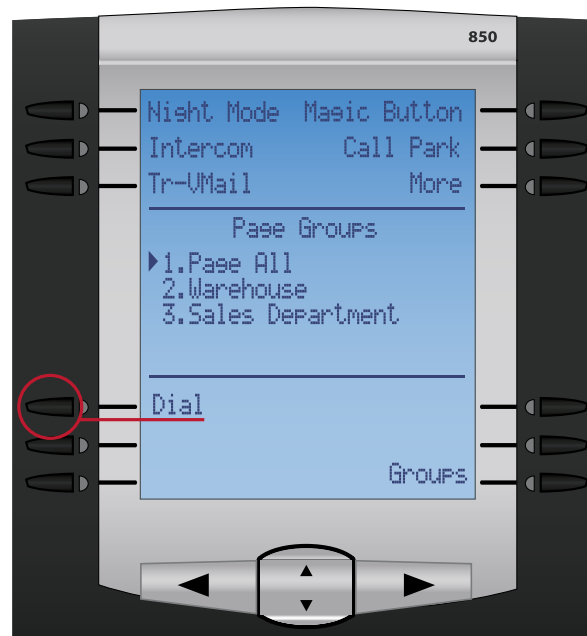 850
Night Mode Magic Button
Intercom Call Park
Tr-VMail More
Page Groups
1.Page All
2.Warehouse
3.Sales Department
Dial
Groups